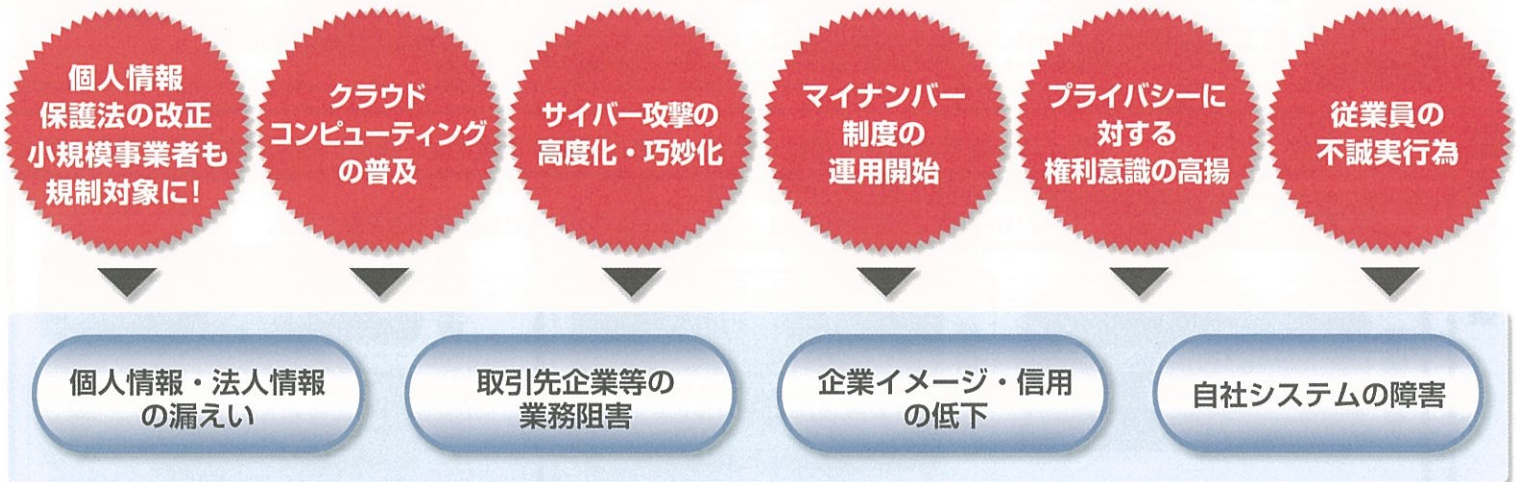 個人情報
保護法の改正
小規模事業者も
規制対象に!
クラウド
コンピューティング
の普及
サイバー攻撃の
高度化・巧妙化
マイナンバー
制度の
運用開始
プライバシーに
対する
権利意識の高揚
従業員の
不誠実行為
個人情報・法人情報
の漏えい
取引先企業等の
業務阻害
企業イメージ・信用
の低下
自社システムの障害